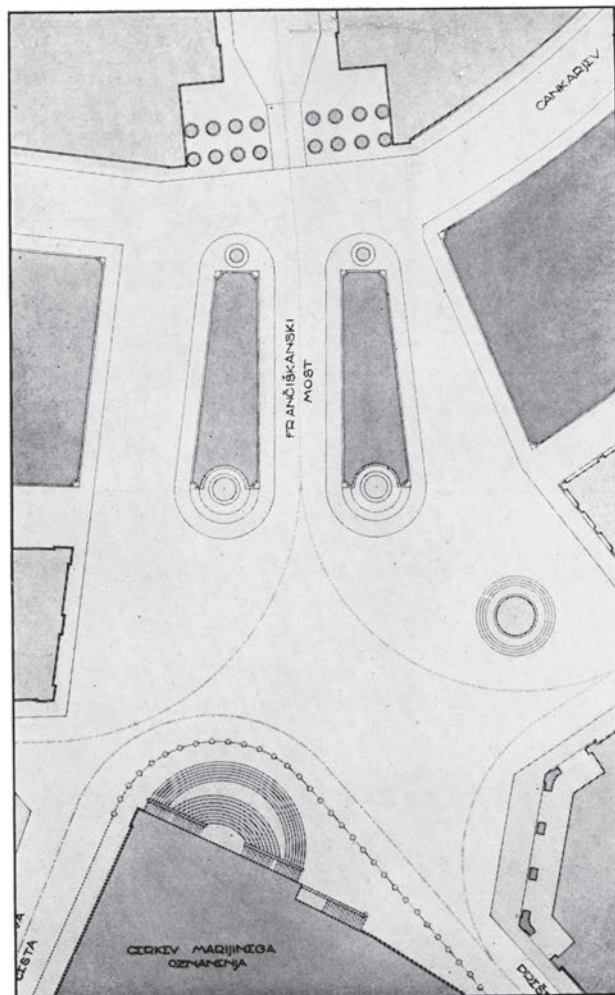 CANKARJEV
FRANČIŠKANSKI
MOST
CERKEV MARIJINEGA
OZNANENJA
CESTA